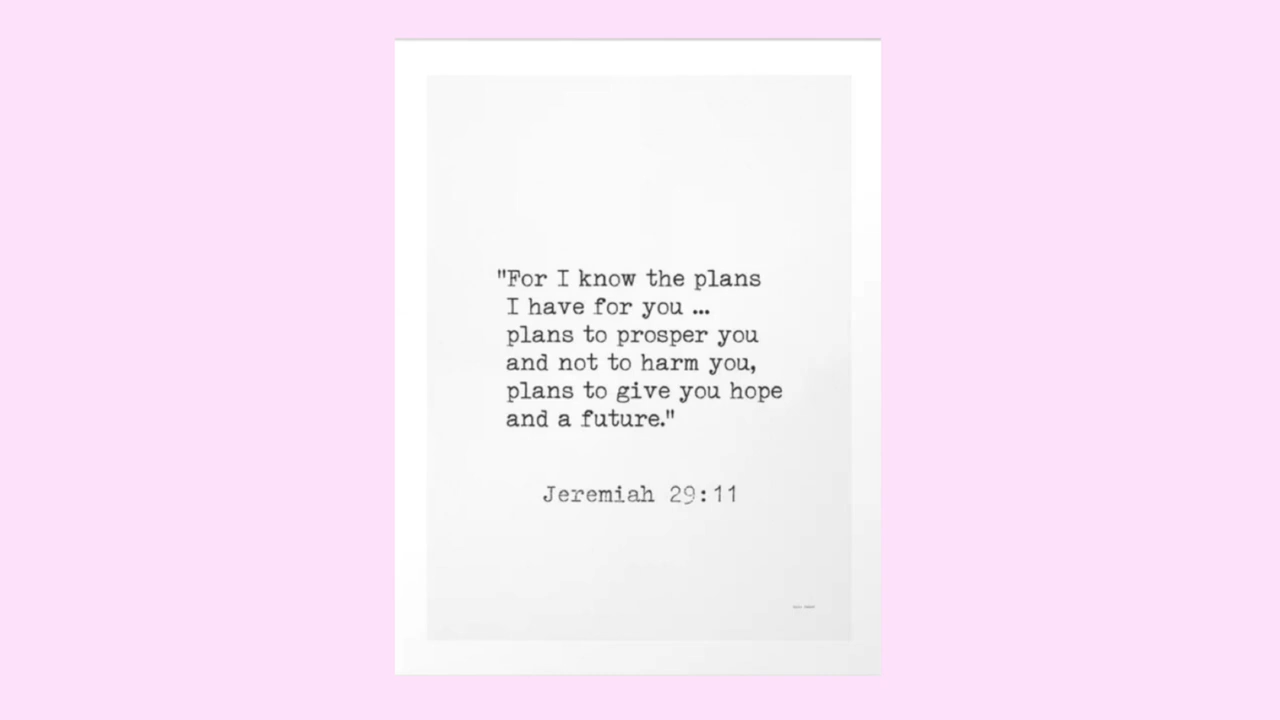 "For I know the plans
I have for you ...
plans to prosper you
and not to harm you,
plans to give you hope
and a future."
Jeremiah 29:11